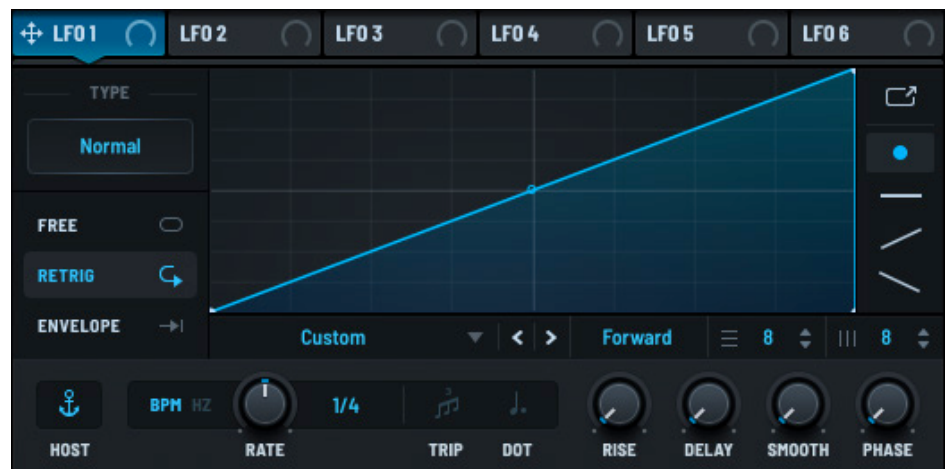 LFO 1 LFO 2 LFO 3 LFO 4 LFO 5 LFO 6
TYPE
Normal
FREE
RETRIG
ENVELOPE
Custom < > Forward 8 8
BPM HZ 1/4 3
HOST RATE TRIP DOT RISE DELAY SMOOTH PHASE